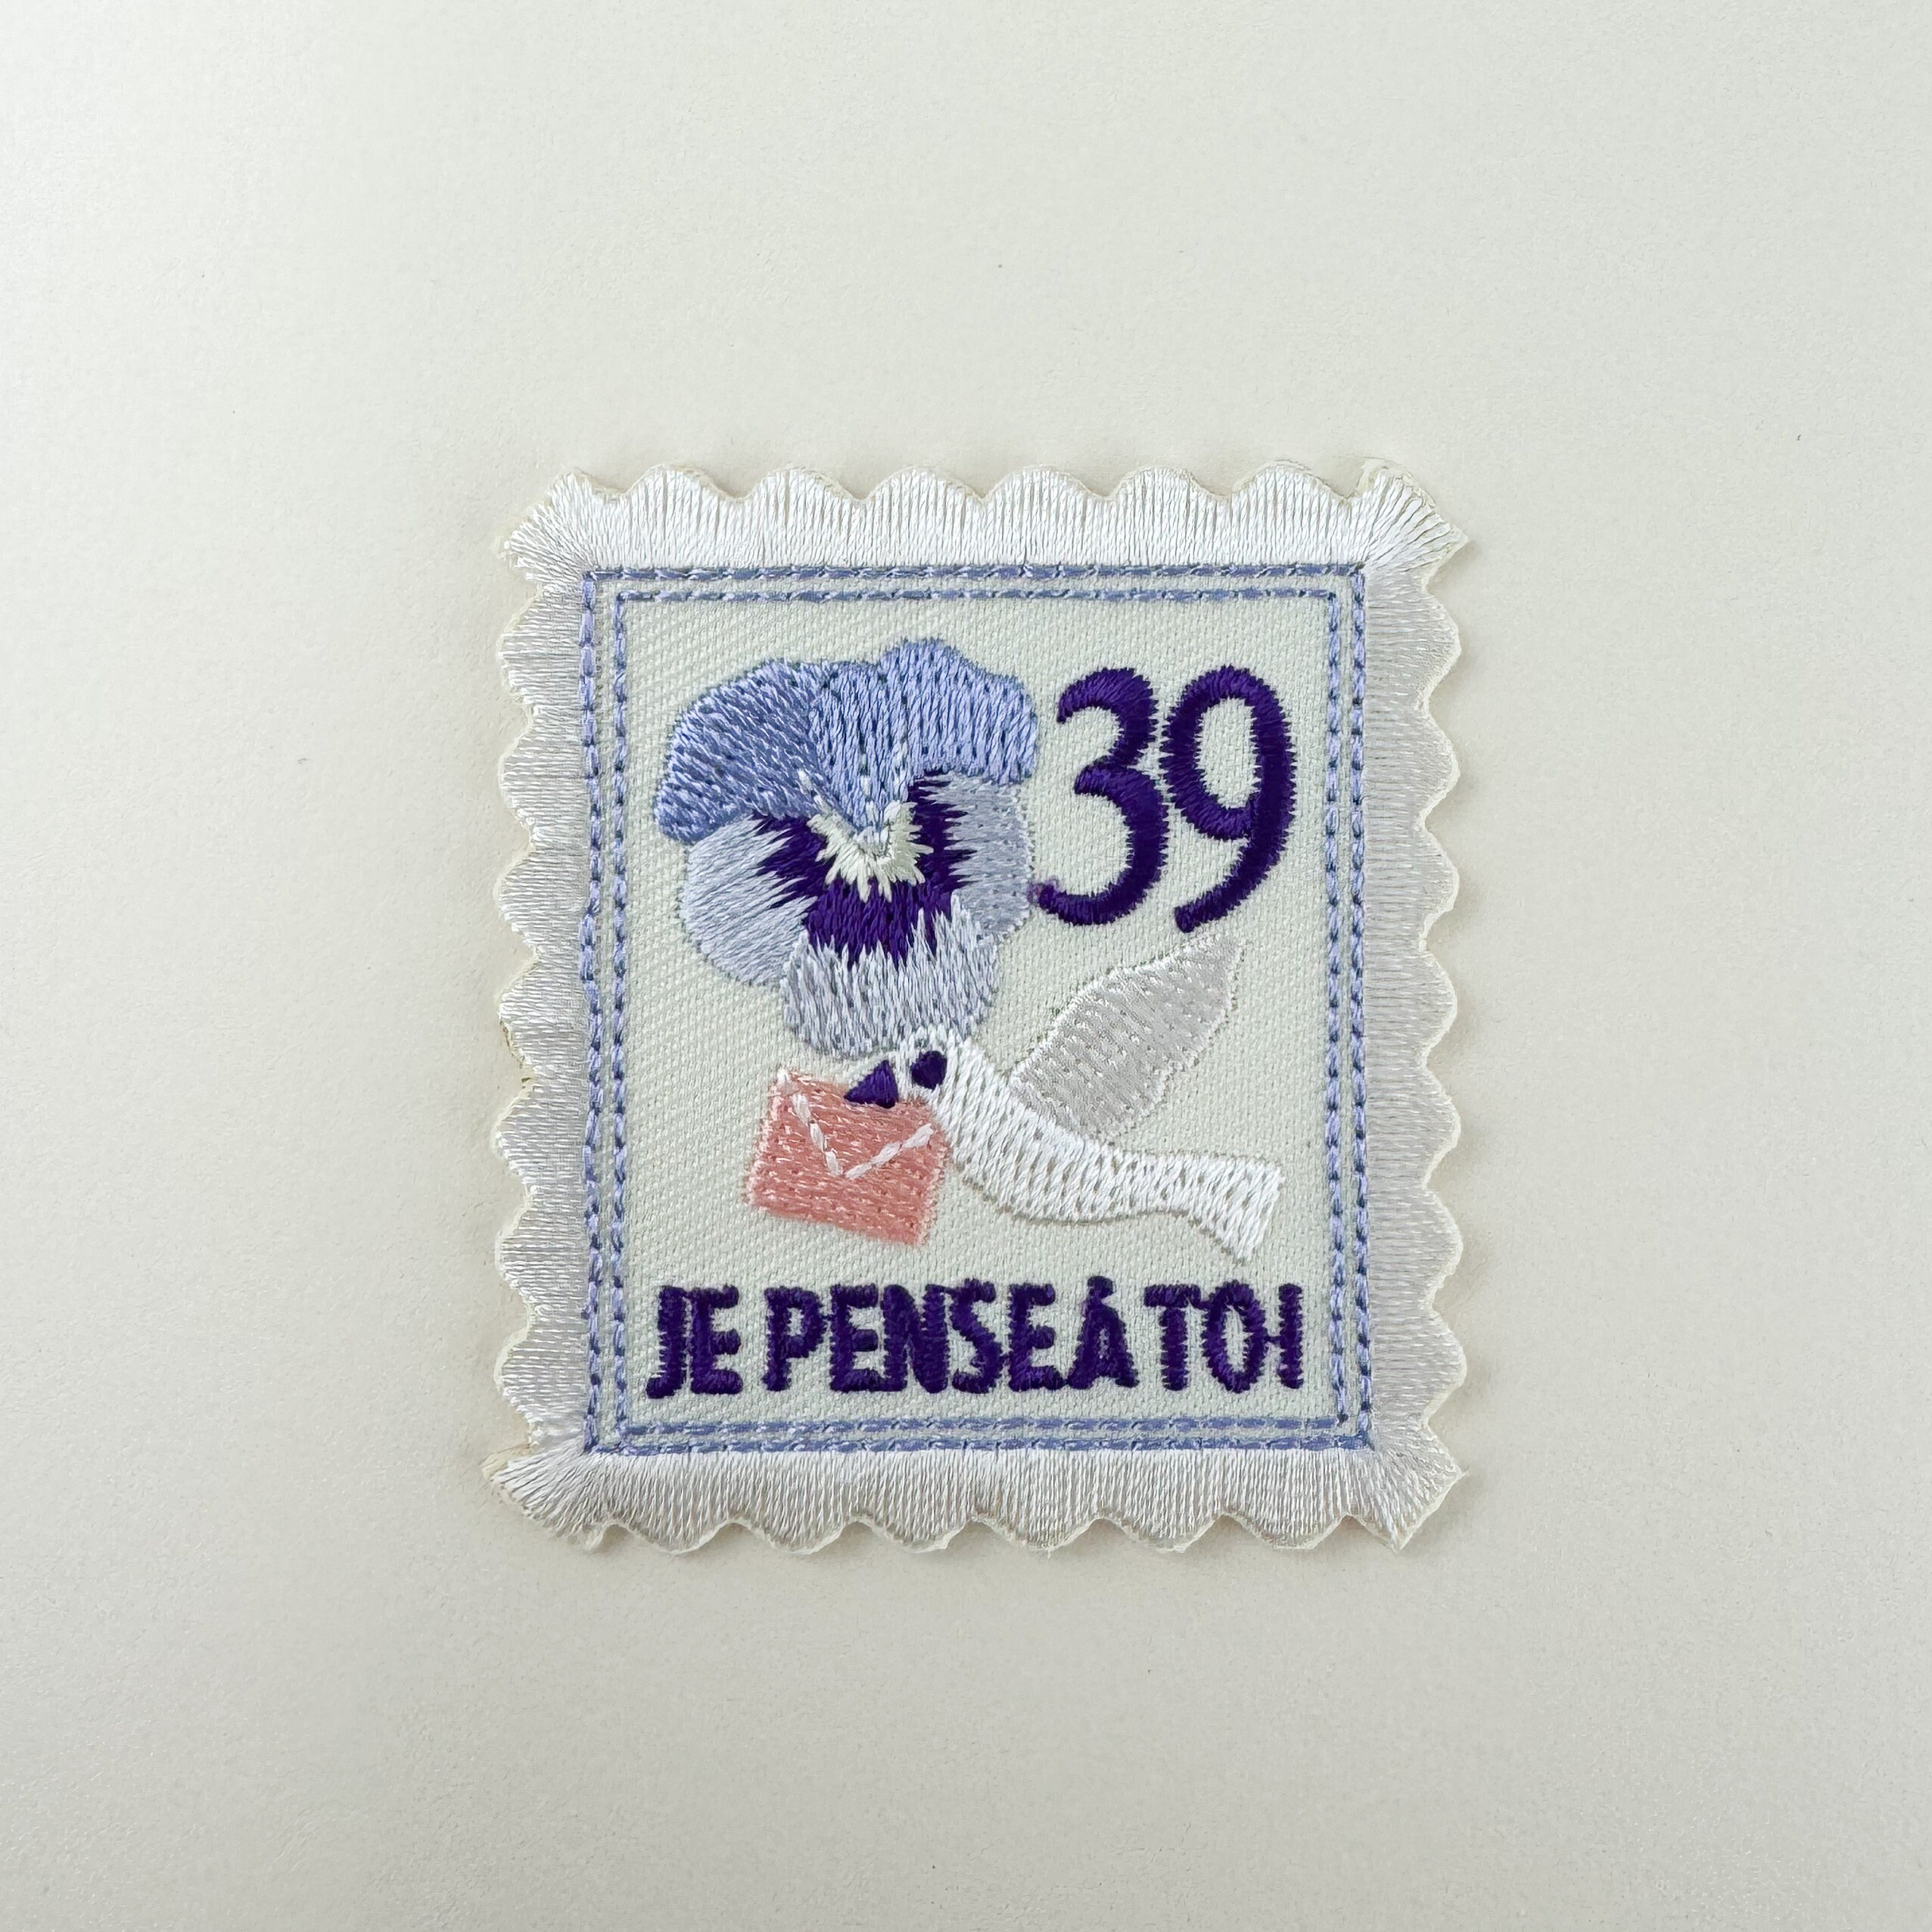 39
JE PENSE À TOI